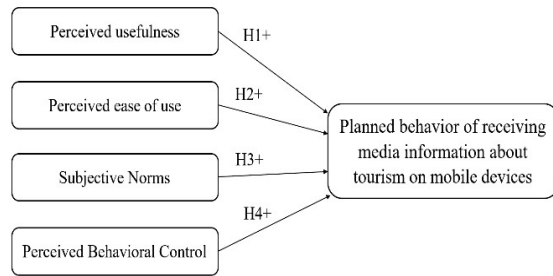 Perceived usefulness
H1+
Perceived ease of use
H2+
Planned behavior of receiving
media information about
tourism on mobile devices
Subjective Norms
H3+
H4+
Perceived Behavioral Control